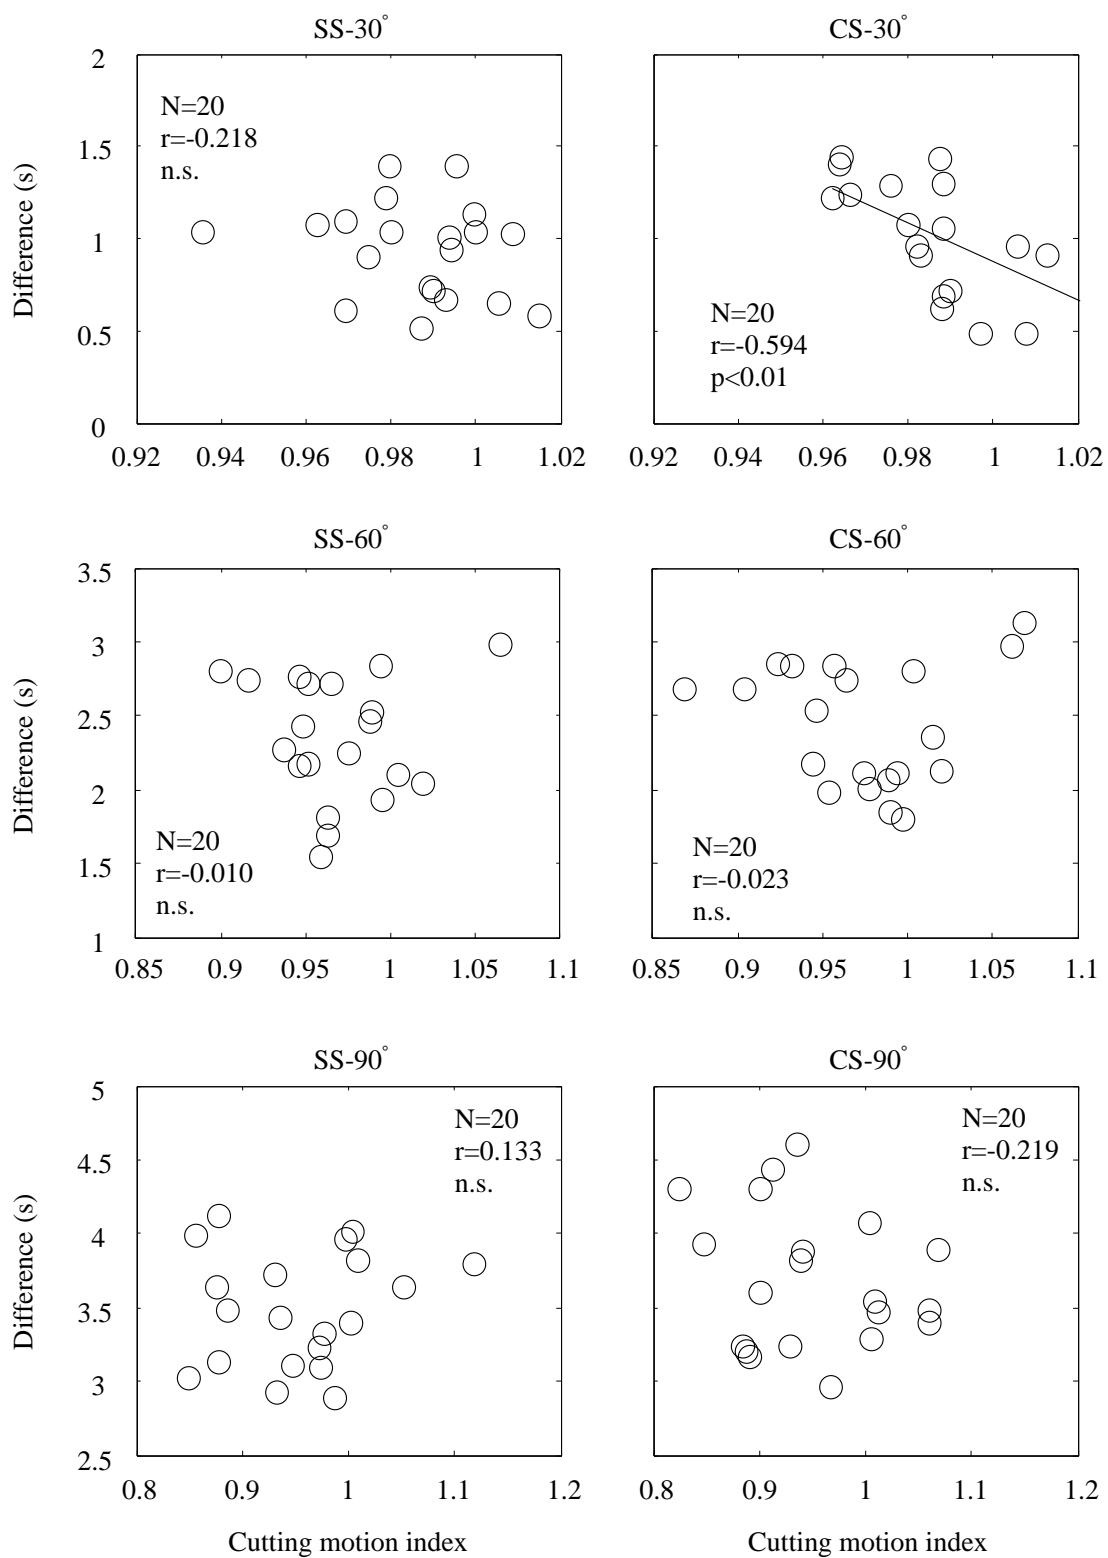 SS-30°
CS-30°
Difference (s)
2
1.5
1
0.5
0
N=20
r=-0.218
n.s.
0.92 0.94 0.96 0.98 1 1.02
N=20
r=-0.594
p<0.01
0.92 0.94 0.96 0.98 1 1.02
SS-60°
CS-60°
Difference (s)
3.5
3
2.5
2
1.5
1
N=20
r=-0.010
n.s.
0.85 0.9 0.95 1 1.05 1.1
N=20
r=-0.023
n.s.
0.85 0.9 0.95 1 1.05 1.1
SS-90°
CS-90°
Difference (s)
5
4.5
4
3.5
3
2.5
N=20
r=0.133
n.s.
0.8 0.9 1 1.1 1.2
Cutting motion index
N=20
r=-0.219
n.s.
0.8 0.9 1 1.1 1.2
Cutting motion index